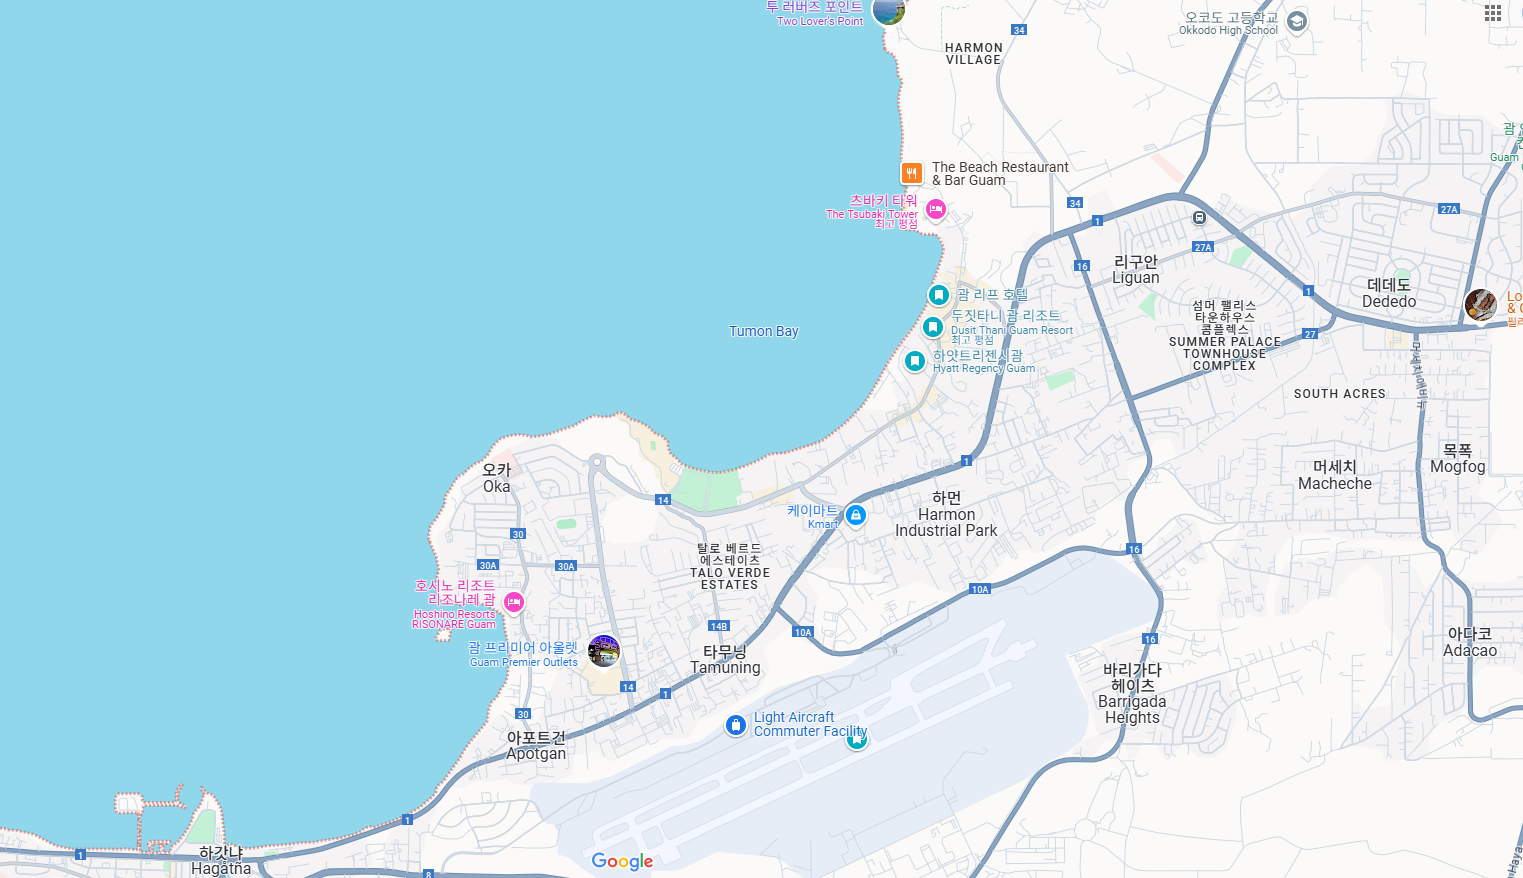 투 러버즈 포인트
Two Lover's Point
오코도 고등학교
Okkodo High School
34
HARMON
VILLAGE
괌
Guam
The Beach Restaurant
& Bar Guam
츠바키 타워
The Tsubaki Tower
최고 평점
34
1
27A
27A
16
리구안
Liguan
괌 리프 호텔
두짓타니 괌 리조트
Dusit Thani Guam Resort
최고 평점
하얏트리젠시괌
Hyatt Regency Guam
Tumon Bay
1
데데도
Dededo
섬머 팰리스
타운하우스
콤플렉스
SUMMER PALACE
TOWNHOUSE
COMPLEX
27
Lo
& C
머세치 애비뉴
SOUTH ACRES
오카
Oka
1
목폭
Mogfog
머세치
Macheche
14
하먼
Harmon
Industrial Park
케이마트
Kmart
30
탈로 베르드
에스테이츠
TALO VERDE
ESTATES
16
30A
30A
10A
호시노 리조트
리조나레 괌
Hoshino Resorts
RISONARE Guam
14B
10A
16
아다코
Adacao
괌 프리미어 아울렛
Guam Premier Outlets
타무닝
Tamuning
바리가다
헤이츠
Barrigada
Heights
14
1
30
Light Aircraft
Commuter Facility
아포트건
Apotgan
1
1
하갓냐
Hagåtña
8
Google
Haya